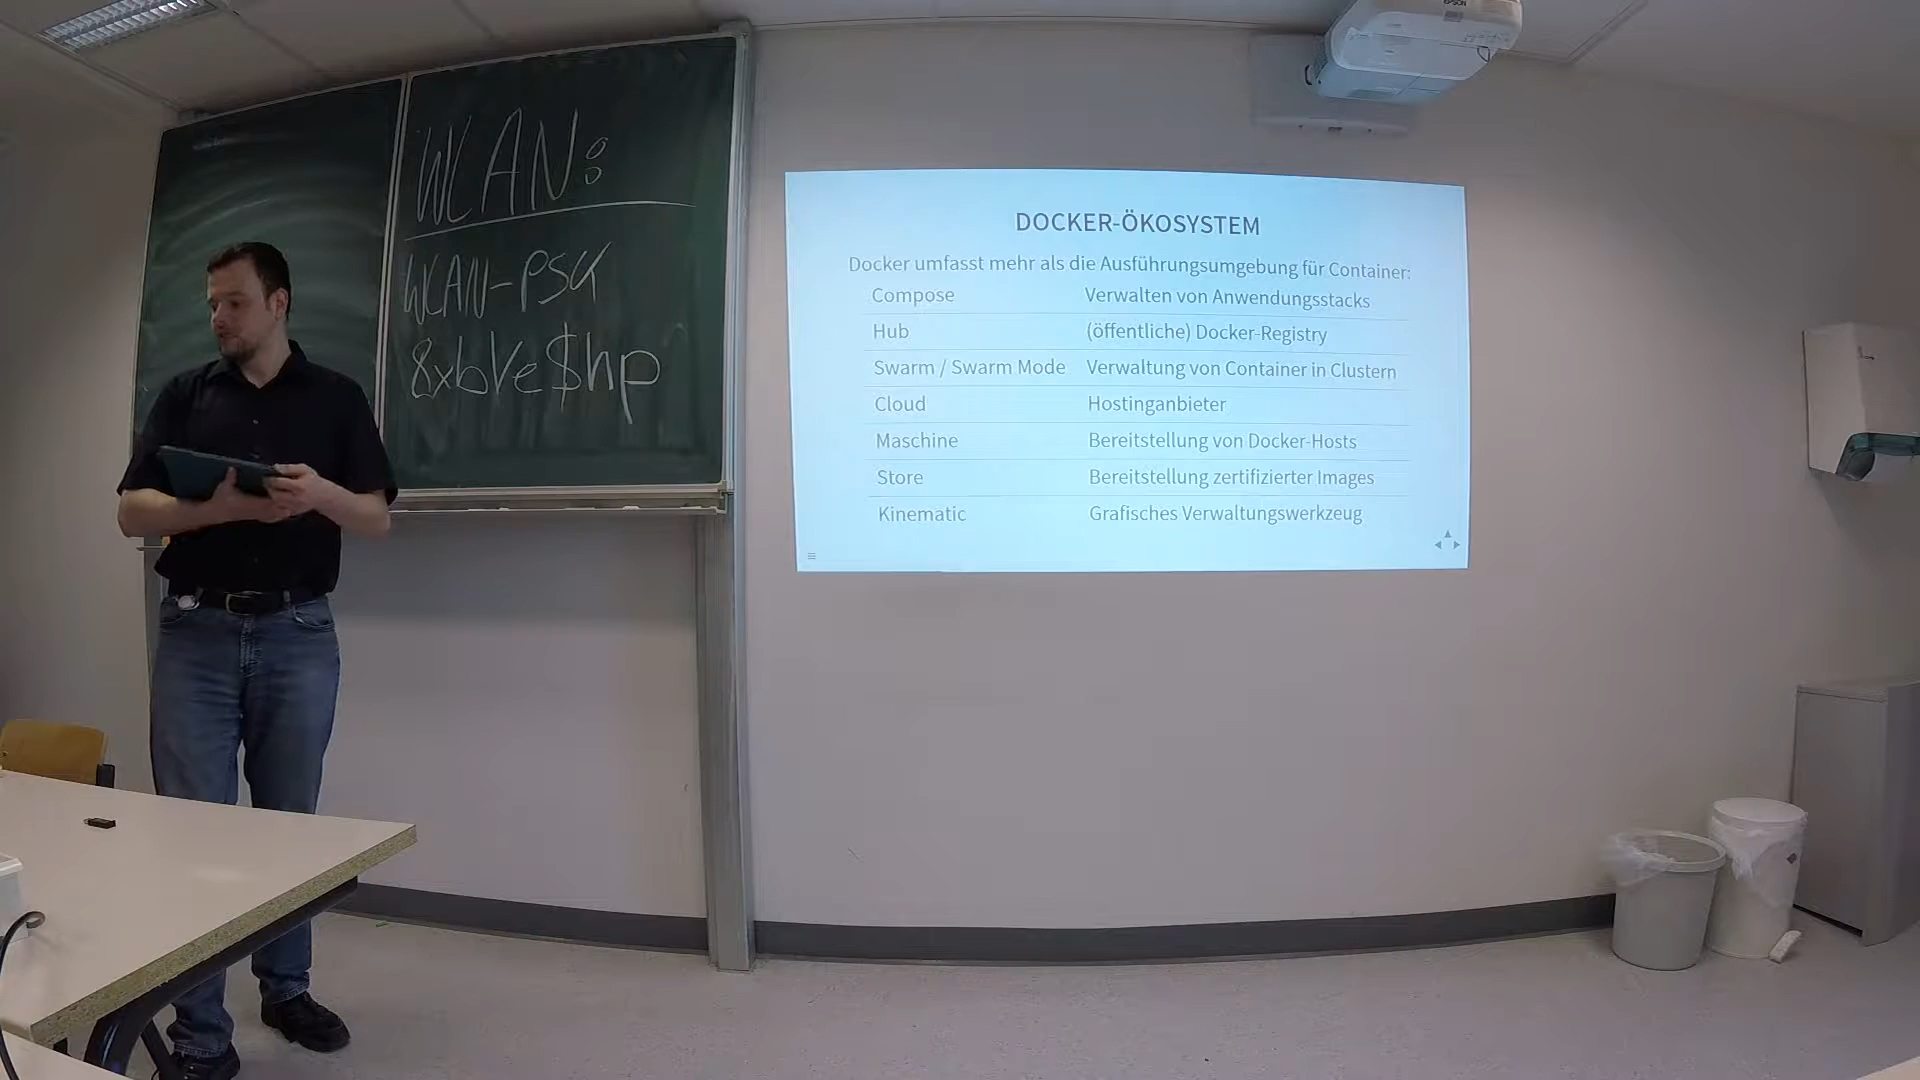 WLAN:
WLAN-PSK
8xbVe$hp
EPSON
DOCKER-ÖKOSYSTEM
Docker umfasst mehr als die Ausführungsumgebung für Container:
Compose Verwalten von Anwendungsstacks
Hub (öffentliche) Docker-Registry
Swarm / Swarm Mode Verwaltung von Container in Clustern
Cloud Hostinganbieter
Maschine Bereitstellung von Docker-Hosts
Store Bereitstellung zertifizierter Images
Kinematic Grafisches Verwaltungswerkzeug